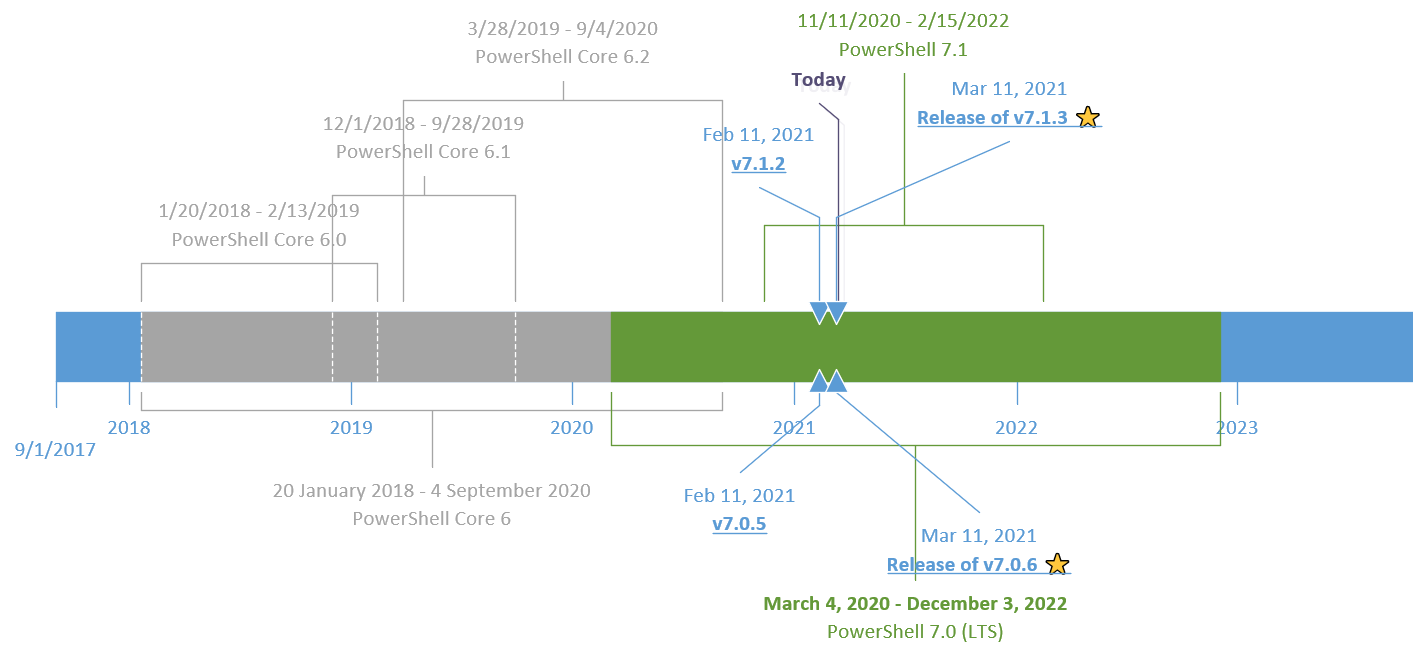 11/11/2020 - 2/15/2022
PowerShell 7.1
3/28/2019 - 9/4/2020
PowerShell Core 6.2
Today
Mar 11, 2021
Release of v7.1.3
12/1/2018 - 9/28/2019
PowerShell Core 6.1
Feb 11, 2021
v7.1.2
1/20/2018 - 2/13/2019
PowerShell Core 6.0
2018
2019
2020
2021
2022
2023
9/1/2017
20 January 2018 - 4 September 2020
PowerShell Core 6
Feb 11, 2021
v7.0.5
Mar 11, 2021
Release of v7.0.6
March 4, 2020 - December 3, 2022
PowerShell 7.0 (LTS)